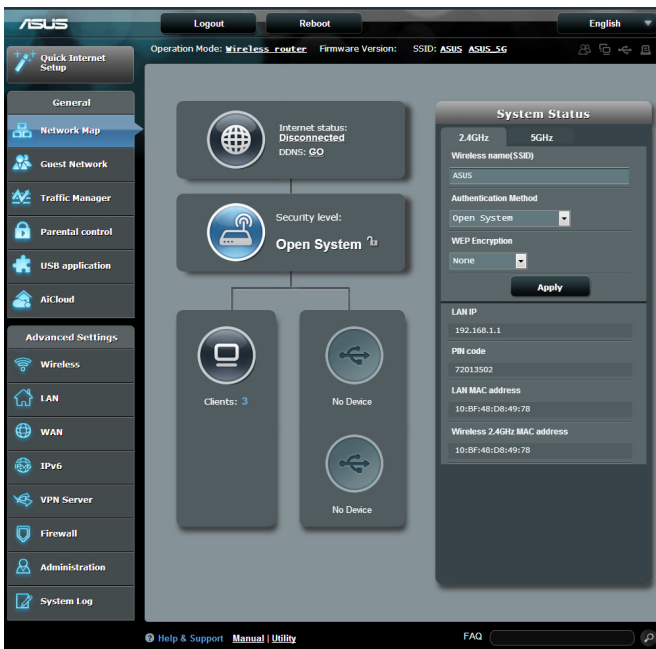 ASUS
Logout Reboot English
Operation Mode: Wireless router Firmware Version: SSID: ASUS ASUS_5G
Quick Internet Setup
General
Network Map
Guest Network
Traffic Manager
Parental control
USB application
AiCloud
Advanced Settings
Wireless
LAN
WAN
IPv6
VPN Server
Firewall
Administration
System Log
Internet status:
Disconnected
DDNS: GO
Security level:
Open System
Clients: 3
No Device
No Device
System Status
2.4GHz 5GHz
Wireless name(SSID)
ASUS
Authentication Method
Open System
WEP Encryption
None
Apply
LAN IP
192.168.1.1
PIN code
72013502
LAN MAC address
10:BF:48:D8:49:78
Wireless 2.4GHz MAC address
10:BF:48:D8:49:78
Help & Support Manual | Utility FAQ